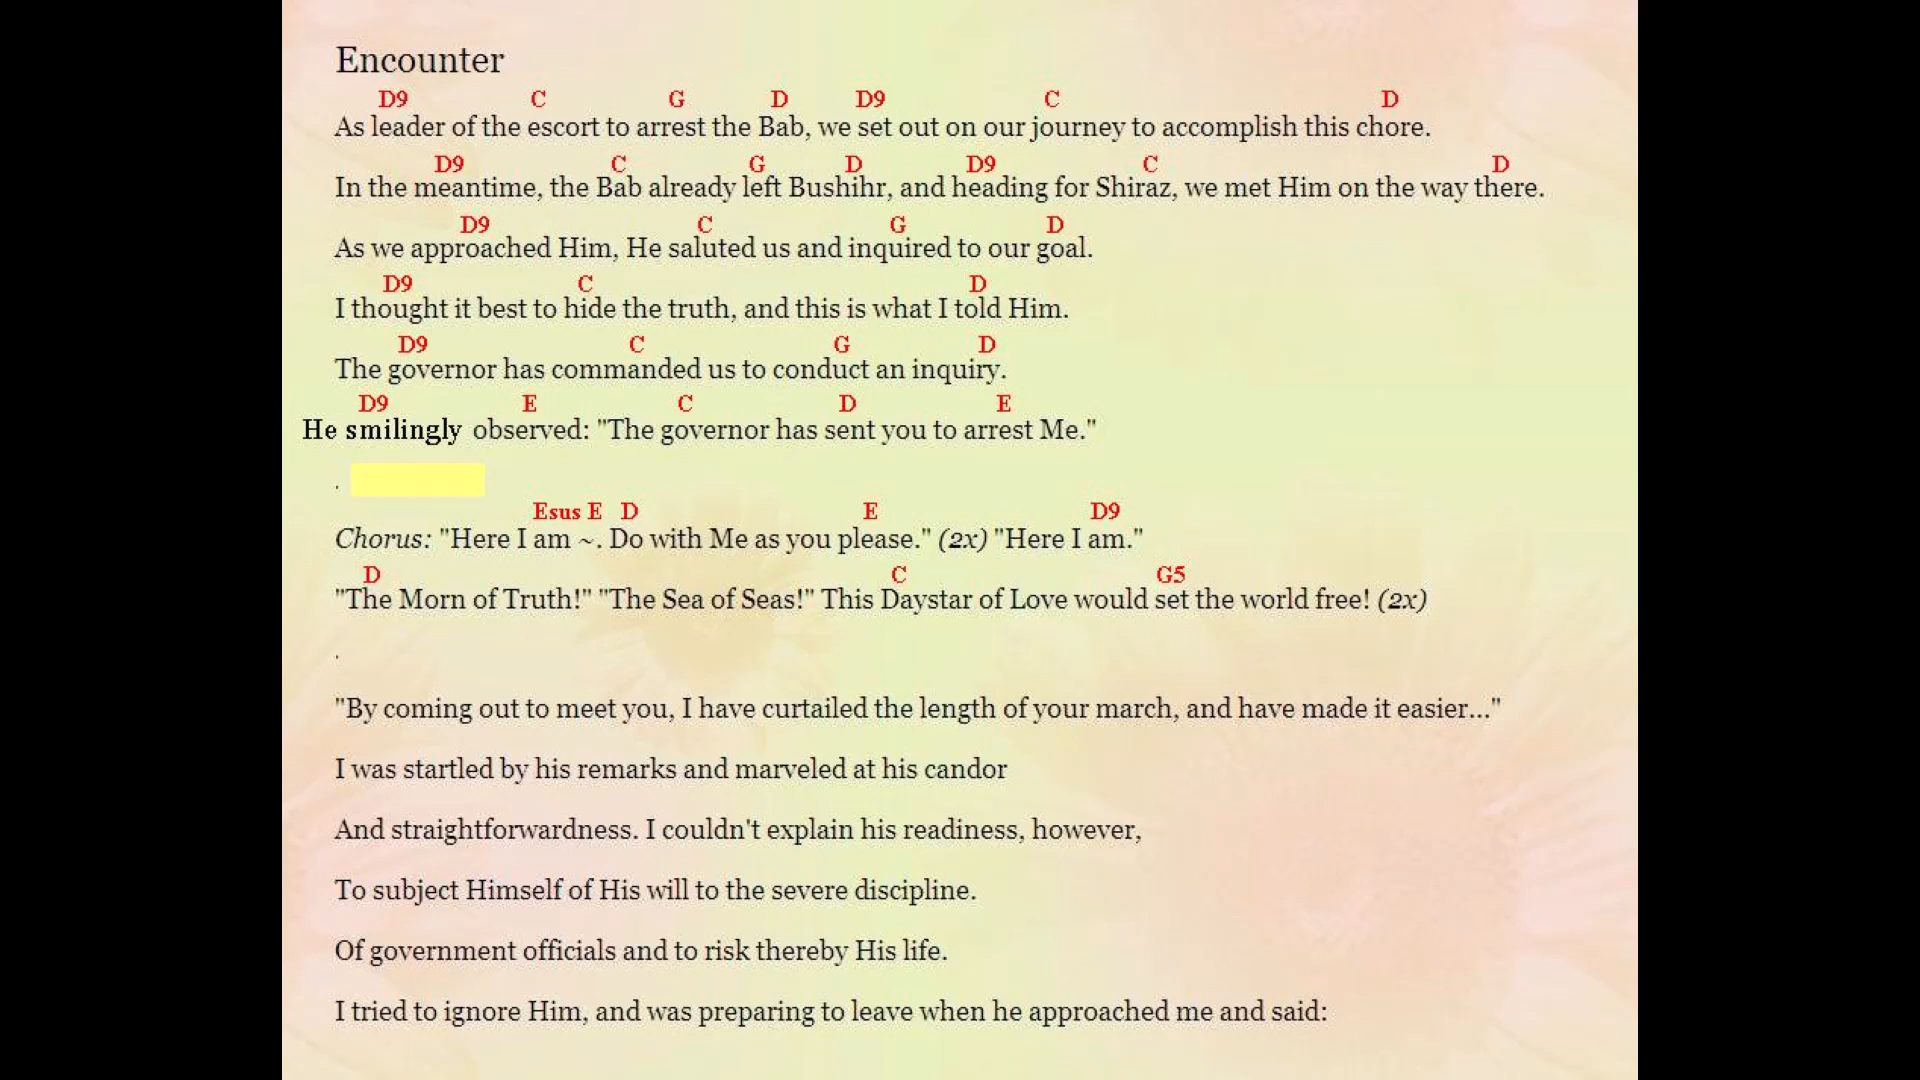 Encounter
D9 C G D D9 C D
As leader of the escort to arrest the Bab, we set out on our journey to accomplish this chore.
D9 C G D D9 C D
In the meantime, the Bab already left Bushihr, and heading for Shiraz, we met Him on the way there.
D9 C G D
As we approached Him, He saluted us and inquired to our goal.
D9 C D
I thought it best to hide the truth, and this is what I told Him.
D9 C G D
The governor has commanded us to conduct an inquiry.
D9 E C D E
He smilingly observed: "The governor has sent you to arrest Me."
.
Esus E D E D9
Chorus: "Here I am ~. Do with Me as you please." (2x) "Here I am."
D C G5
"The Morn of Truth!" "The Sea of Seas!" This Daystar of Love would set the world free! (2x)
.
"By coming out to meet you, I have curtailed the length of your march, and have made it easier..."
I was startled by his remarks and marveled at his candor
And straightforwardness. I couldn't explain his readiness, however,
To subject Himself of His will to the severe discipline.
Of government officials and to risk thereby His life.
I tried to ignore Him, and was preparing to leave when he approached me and said: